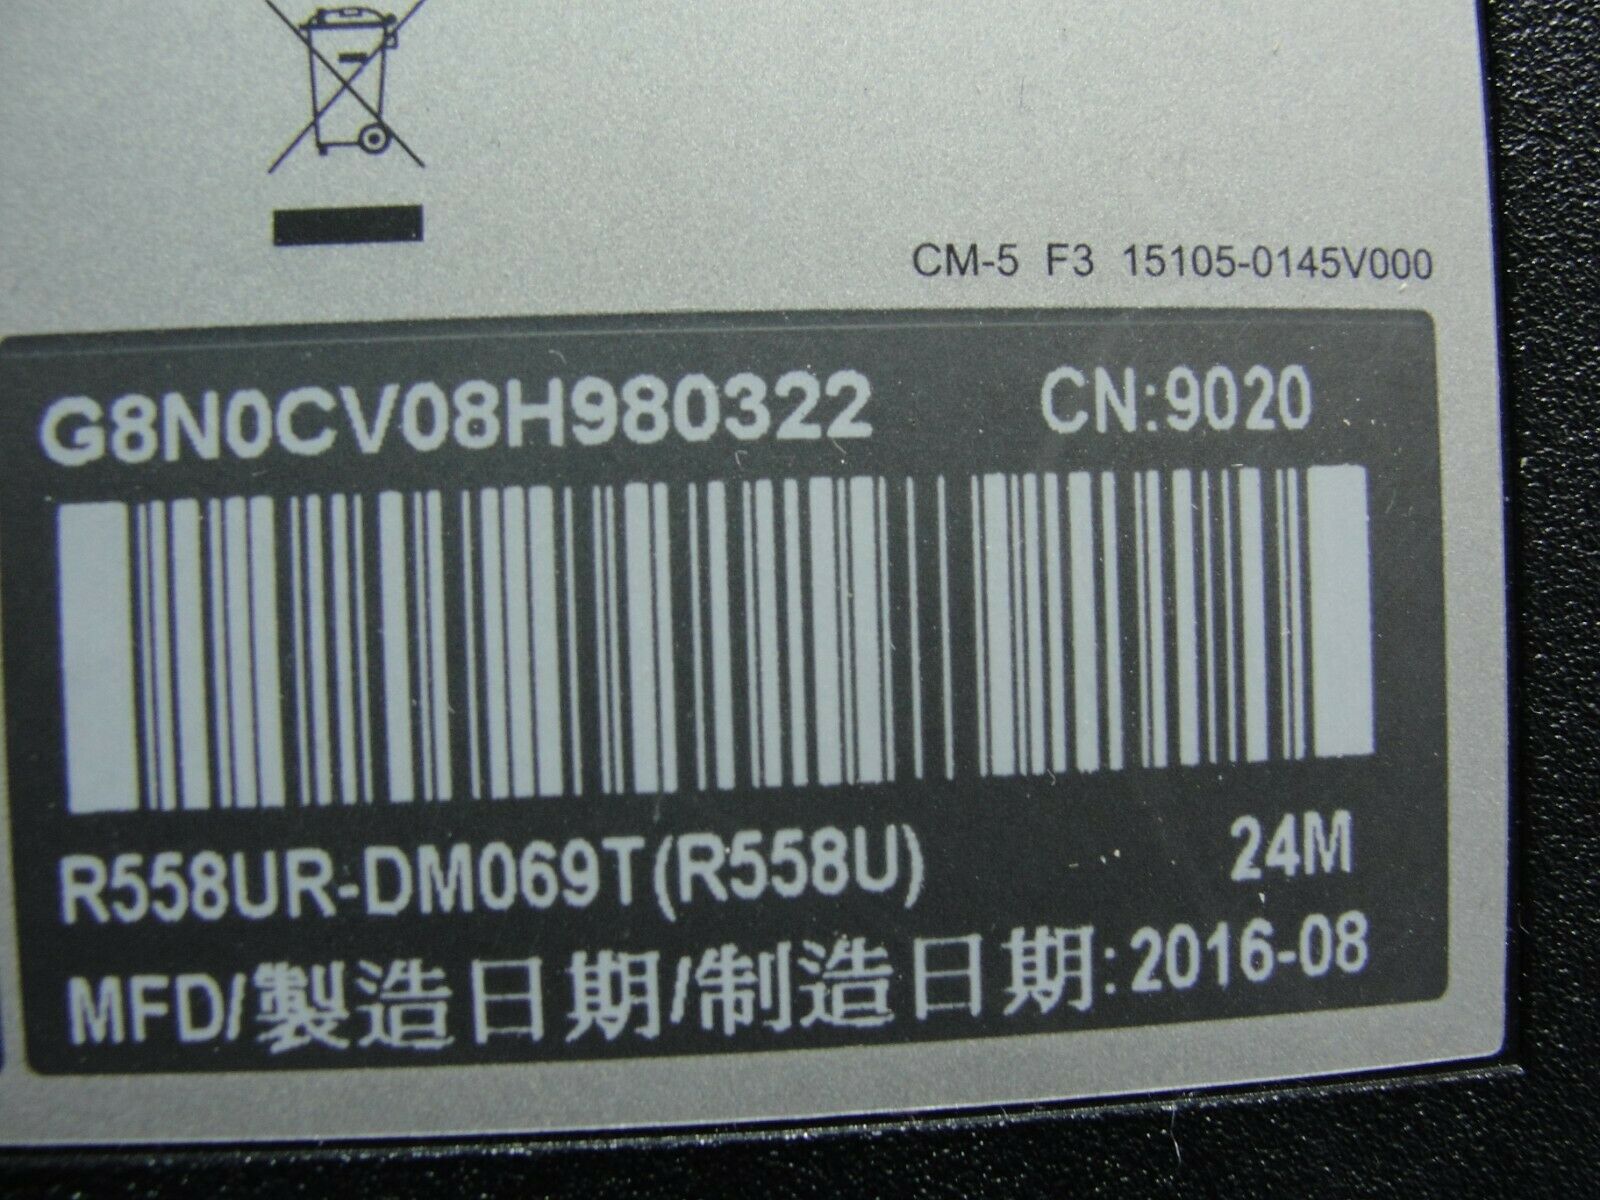 CM-5 F3 15105-0145V000
G8N0CV08H980322 CN:9020
R558UR-DM069T(R558U) 24M
MFD/製造日期/制造日期:2016-08